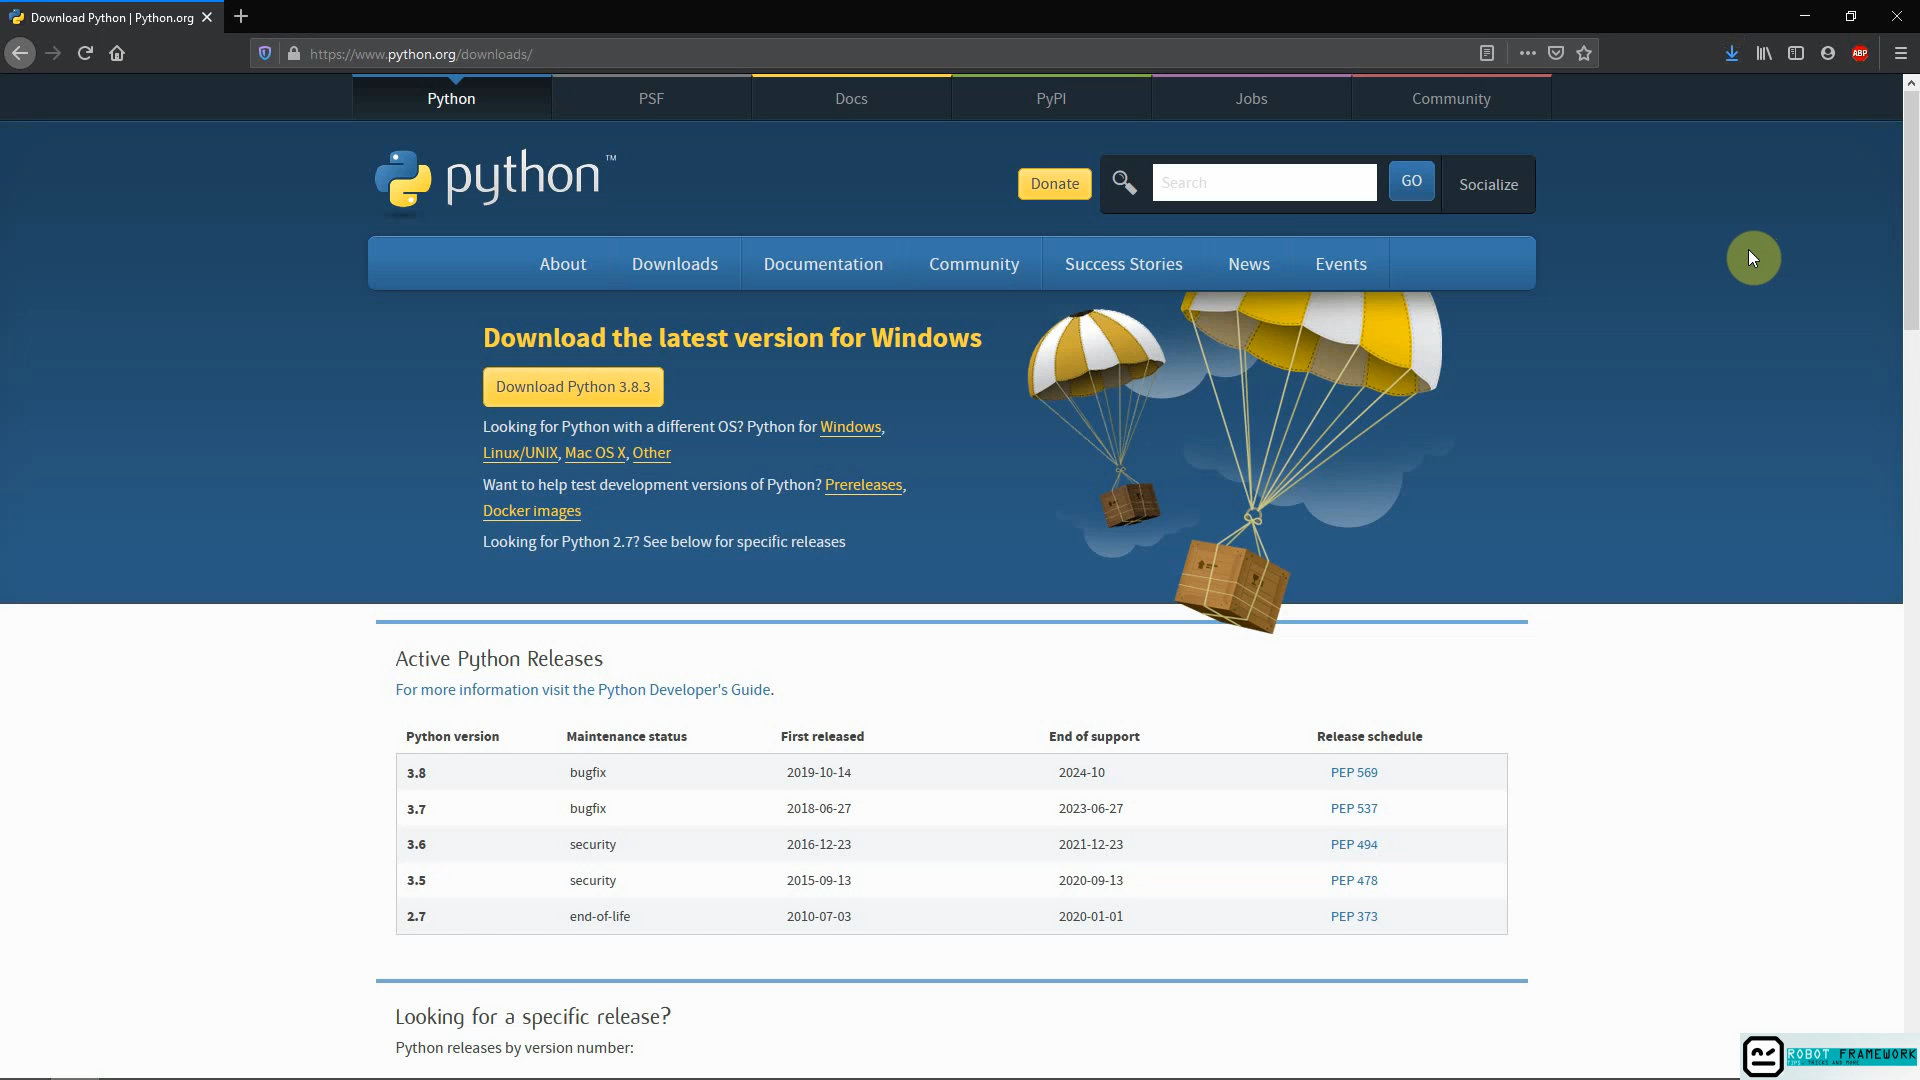 Download Python | Python.org
https://www.python.org/downloads/
ABP
Python PSF Docs PyPI Jobs Community
python™
Donate
Search
GO
Socialize
About Downloads Documentation Community Success Stories News Events
Download the latest version for Windows
Download Python 3.8.3
Looking for Python with a different OS? Python for Windows,
Linux/UNIX, Mac OS X, Other
Want to help test development versions of Python? Prereleases,
Docker images
Looking for Python 2.7? See below for specific releases
Active Python Releases
For more information visit the Python Developer's Guide.
Python version Maintenance status First released End of support Release schedule
3.8 bugfix 2019-10-14 2024-10 PEP 569
3.7 bugfix 2018-06-27 2023-06-27 PEP 537
3.6 security 2016-12-23 2021-12-23 PEP 494
3.5 security 2015-09-13 2020-09-13 PEP 478
2.7 end-of-life 2010-07-03 2020-01-01 PEP 373
Looking for a specific release?
Python releases by version number:
ROBOT FRAMEWORK
TIPS, TRICKS AND MORE